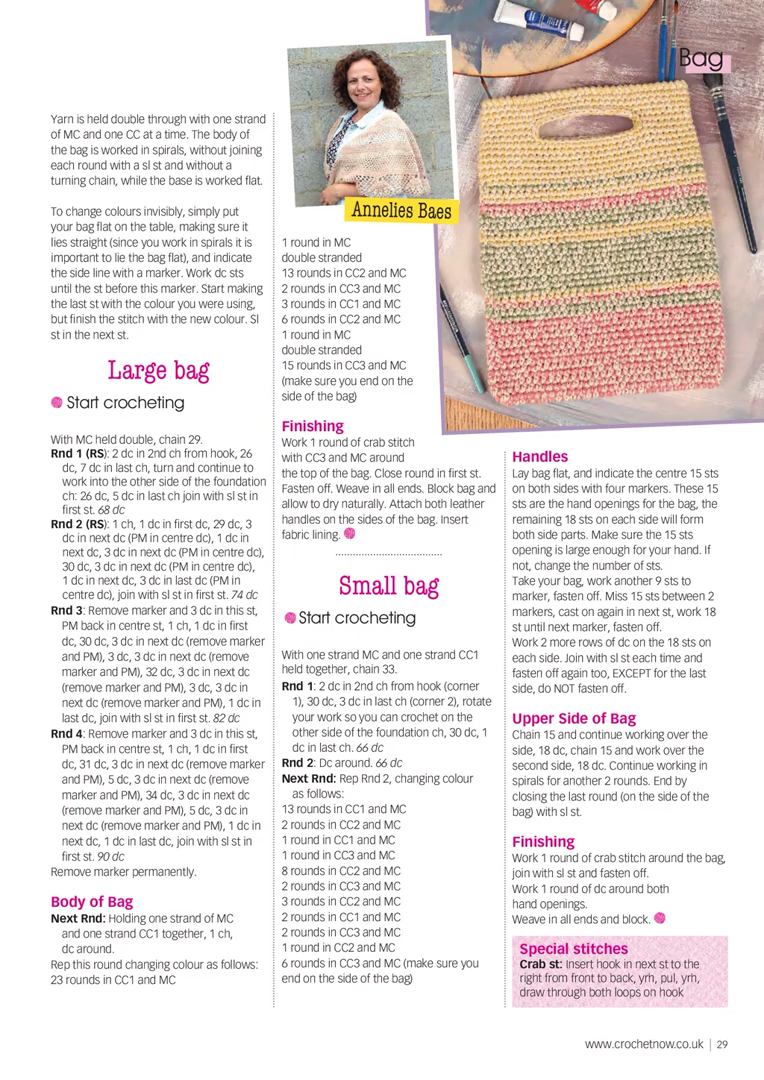 Bag
Yarn is held double through with one strand
of MC and one CC at a time. The body of
the bag is worked in spirals, without joining
each round with a sl st and without a
turning chain, while the base is worked flat.
To change colours invisibly, simply put
your bag flat on the table, making sure it
lies straight (since you work in spirals it is
important to lie the bag flat), and indicate
the side line with a marker. Work dc sts
until the st before this marker. Start making
the last st with the colour you were using,
but finish the stitch with the new colour. Sl
st in the next st.
Large bag
Start crocheting
With MC held double, chain 29.
Rnd 1 (RS): 2 dc in 2nd ch from hook, 26
dc, 7 dc in last ch, turn and continue to
work into the other side of the foundation
ch: 26 dc, 5 dc in last ch join with sl st in
first st. 68 dc
Rnd 2 (RS): 1 ch, 1 dc in first dc, 29 dc, 3
dc in next dc (PM in centre dc), 1 dc in
next dc, 3 dc in next dc (PM in centre dc),
30 dc, 3 dc in next dc (PM in centre dc),
1 dc in next dc, 3 dc in last dc (PM in
centre dc), join with sl st in first st. 74 dc
Rnd 3: Remove marker and 3 dc in this st,
PM back in centre st, 1 ch, 1 dc in first
dc, 30 dc, 3 dc in next dc (remove marker
and PM), 3 dc, 3 dc in next dc (remove
marker and PM), 32 dc, 3 dc in next dc
(remove marker and PM), 3 dc, 3 dc in
next dc (remove marker and PM), 1 dc in
last dc, join with sl st in first st. 82 dc
Rnd 4: Remove marker and 3 dc in this st,
PM back in centre st, 1 ch, 1 dc in first
dc, 31 dc, 3 dc in next dc (remove marker
and PM), 5 dc, 3 dc in next dc (remove
marker and PM), 34 dc, 3 dc in next dc
(remove marker and PM), 5 dc, 3 dc in
next dc (remove marker and PM), 1 dc in
next dc, 1 dc in last dc, join with sl st in
first st. 90 dc
Remove marker permanently.
Body of Bag
Next Rnd: Holding one strand of MC
and one strand CC1 together, 1 ch,
dc around.
Rep this round changing colour as follows:
23 rounds in CC1 and MC
Annelies Baes
1 round in MC
double stranded
13 rounds in CC2 and MC
2 rounds in CC3 and MC
3 rounds in CC1 and MC
6 rounds in CC2 and MC
1 round in MC
double stranded
15 rounds in CC3 and MC
(make sure you end on the
side of the bag)
Finishing
Work 1 round of crab stitch
with CC3 and MC around
the top of the bag. Close round in first st.
Fasten off. Weave in all ends. Block bag and
allow to dry naturally. Attach both leather
handles on the sides of the bag. Insert
fabric lining.
Small bag
Start crocheting
With one strand MC and one strand CC1
held together, chain 33.
Rnd 1: 2 dc in 2nd ch from hook (corner
1), 30 dc, 3 dc in last ch (corner 2), rotate
your work so you can crochet on the
other side of the foundation ch, 30 dc, 1
dc in last ch. 66 dc
Rnd 2: Dc around. 66 dc
Next Rnd: Rep Rnd 2, changing colour
as follows:
13 rounds in CC1 and MC
2 rounds in CC2 and MC
1 round in CC1 and MC
1 round in CC3 and MC
8 rounds in CC2 and MC
2 rounds in CC3 and MC
3 rounds in CC2 and MC
2 rounds in CC1 and MC
2 rounds in CC3 and MC
1 round in CC2 and MC
6 rounds in CC3 and MC (make sure you
end on the side of the bag)
Handles
Lay bag flat, and indicate the centre 15 sts
on both sides with four markers. These 15
sts are the hand openings for the bag, the
remaining 18 sts on each side will form
both side parts. Make sure the 15 sts
opening is large enough for your hand. If
not, change the number of sts.
Take your bag, work another 9 sts to
marker, fasten off. Miss 15 sts between 2
markers, cast on again in next st, work 18
st until next marker, fasten off.
Work 2 more rows of dc on the 18 sts on
each side. Join with sl st each time and
fasten off again too, EXCEPT for the last
side, do NOT fasten off.
Upper Side of Bag
Chain 15 and continue working over the
side, 18 dc, chain 15 and work over the
second side, 18 dc. Continue working in
spirals for another 2 rounds. End by
closing the last round (on the side of the
bag) with sl st.
Finishing
Work 1 round of crab stitch around the bag,
join with sl st and fasten off.
Work 1 round of dc around both
hand openings.
Weave in all ends and block.
Special stitches
Crab st: Insert hook in next st to the
right from front to back, yrh, pul, yrh,
draw through both loops on hook
www.crochetnow.co.uk | 29